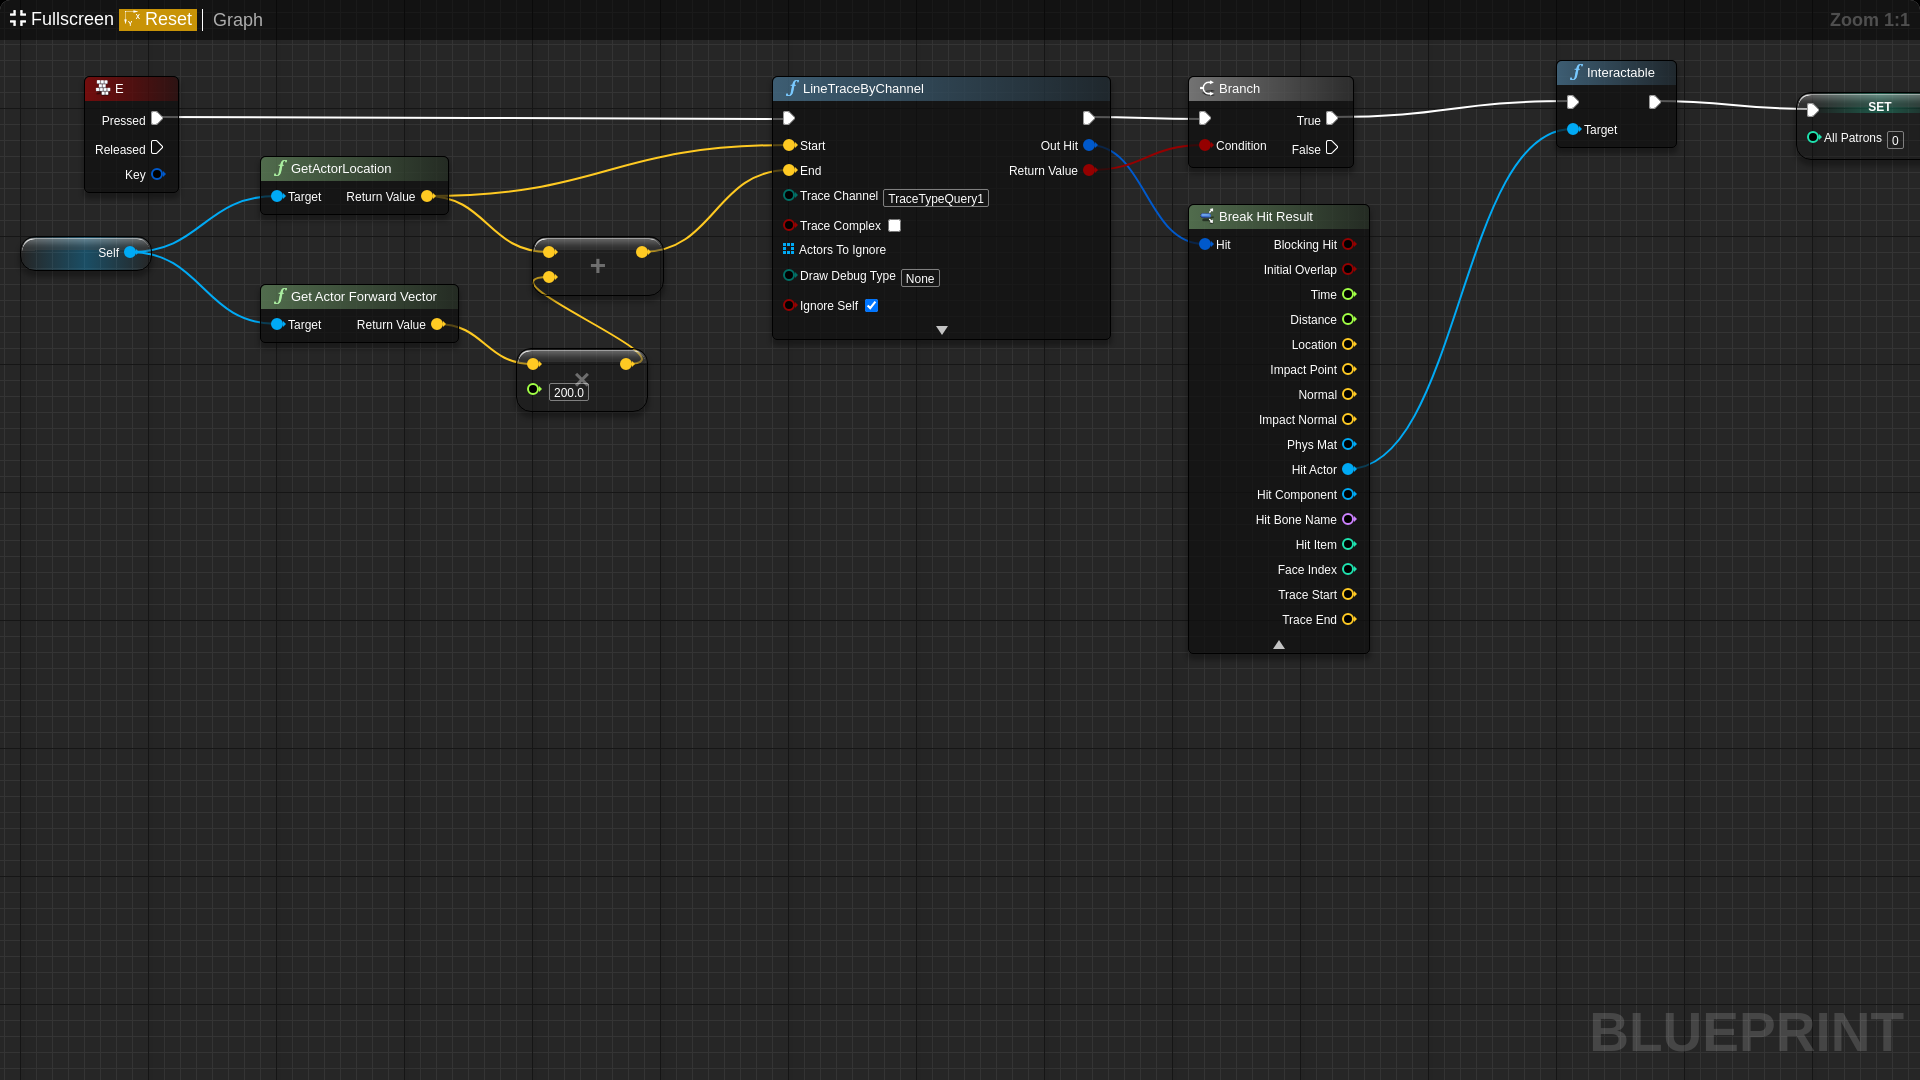 Fullscreen Reset Graph Zoom 1:1
E
Pressed
Released
Key
Self
GetActorLocation
Target Return Value
Get Actor Forward Vector
Target Return Value
+
×
200.0
LineTraceByChannel
Start Out Hit
End Return Value
Trace Channel TraceTypeQuery1
Trace Complex
Actors To Ignore
Draw Debug Type None
Ignore Self
Branch
True
Condition False
Break Hit Result
Hit Blocking Hit
Initial Overlap
Time
Distance
Location
Impact Point
Normal
Impact Normal
Phys Mat
Hit Actor
Hit Component
Hit Bone Name
Hit Item
Face Index
Trace Start
Trace End
Interactable
Target
SET
All Patrons 0
BLUEPRINT